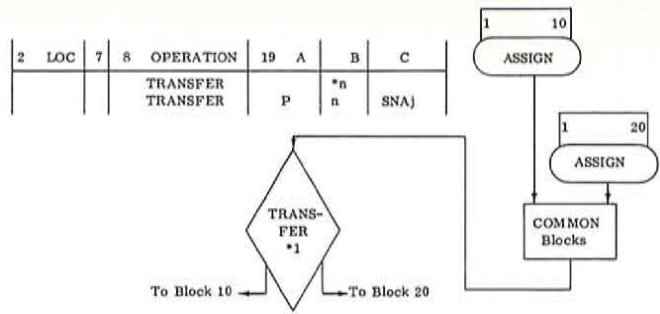 1 10
ASSIGN
2 LOC 7 8 OPERATION 19 A B C
TRANSFER *n
TRANSFER P n SNAj
1 20
ASSIGN
TRANS-
FER
*1
COMMON
Blocks
To Block 10
To Block 20